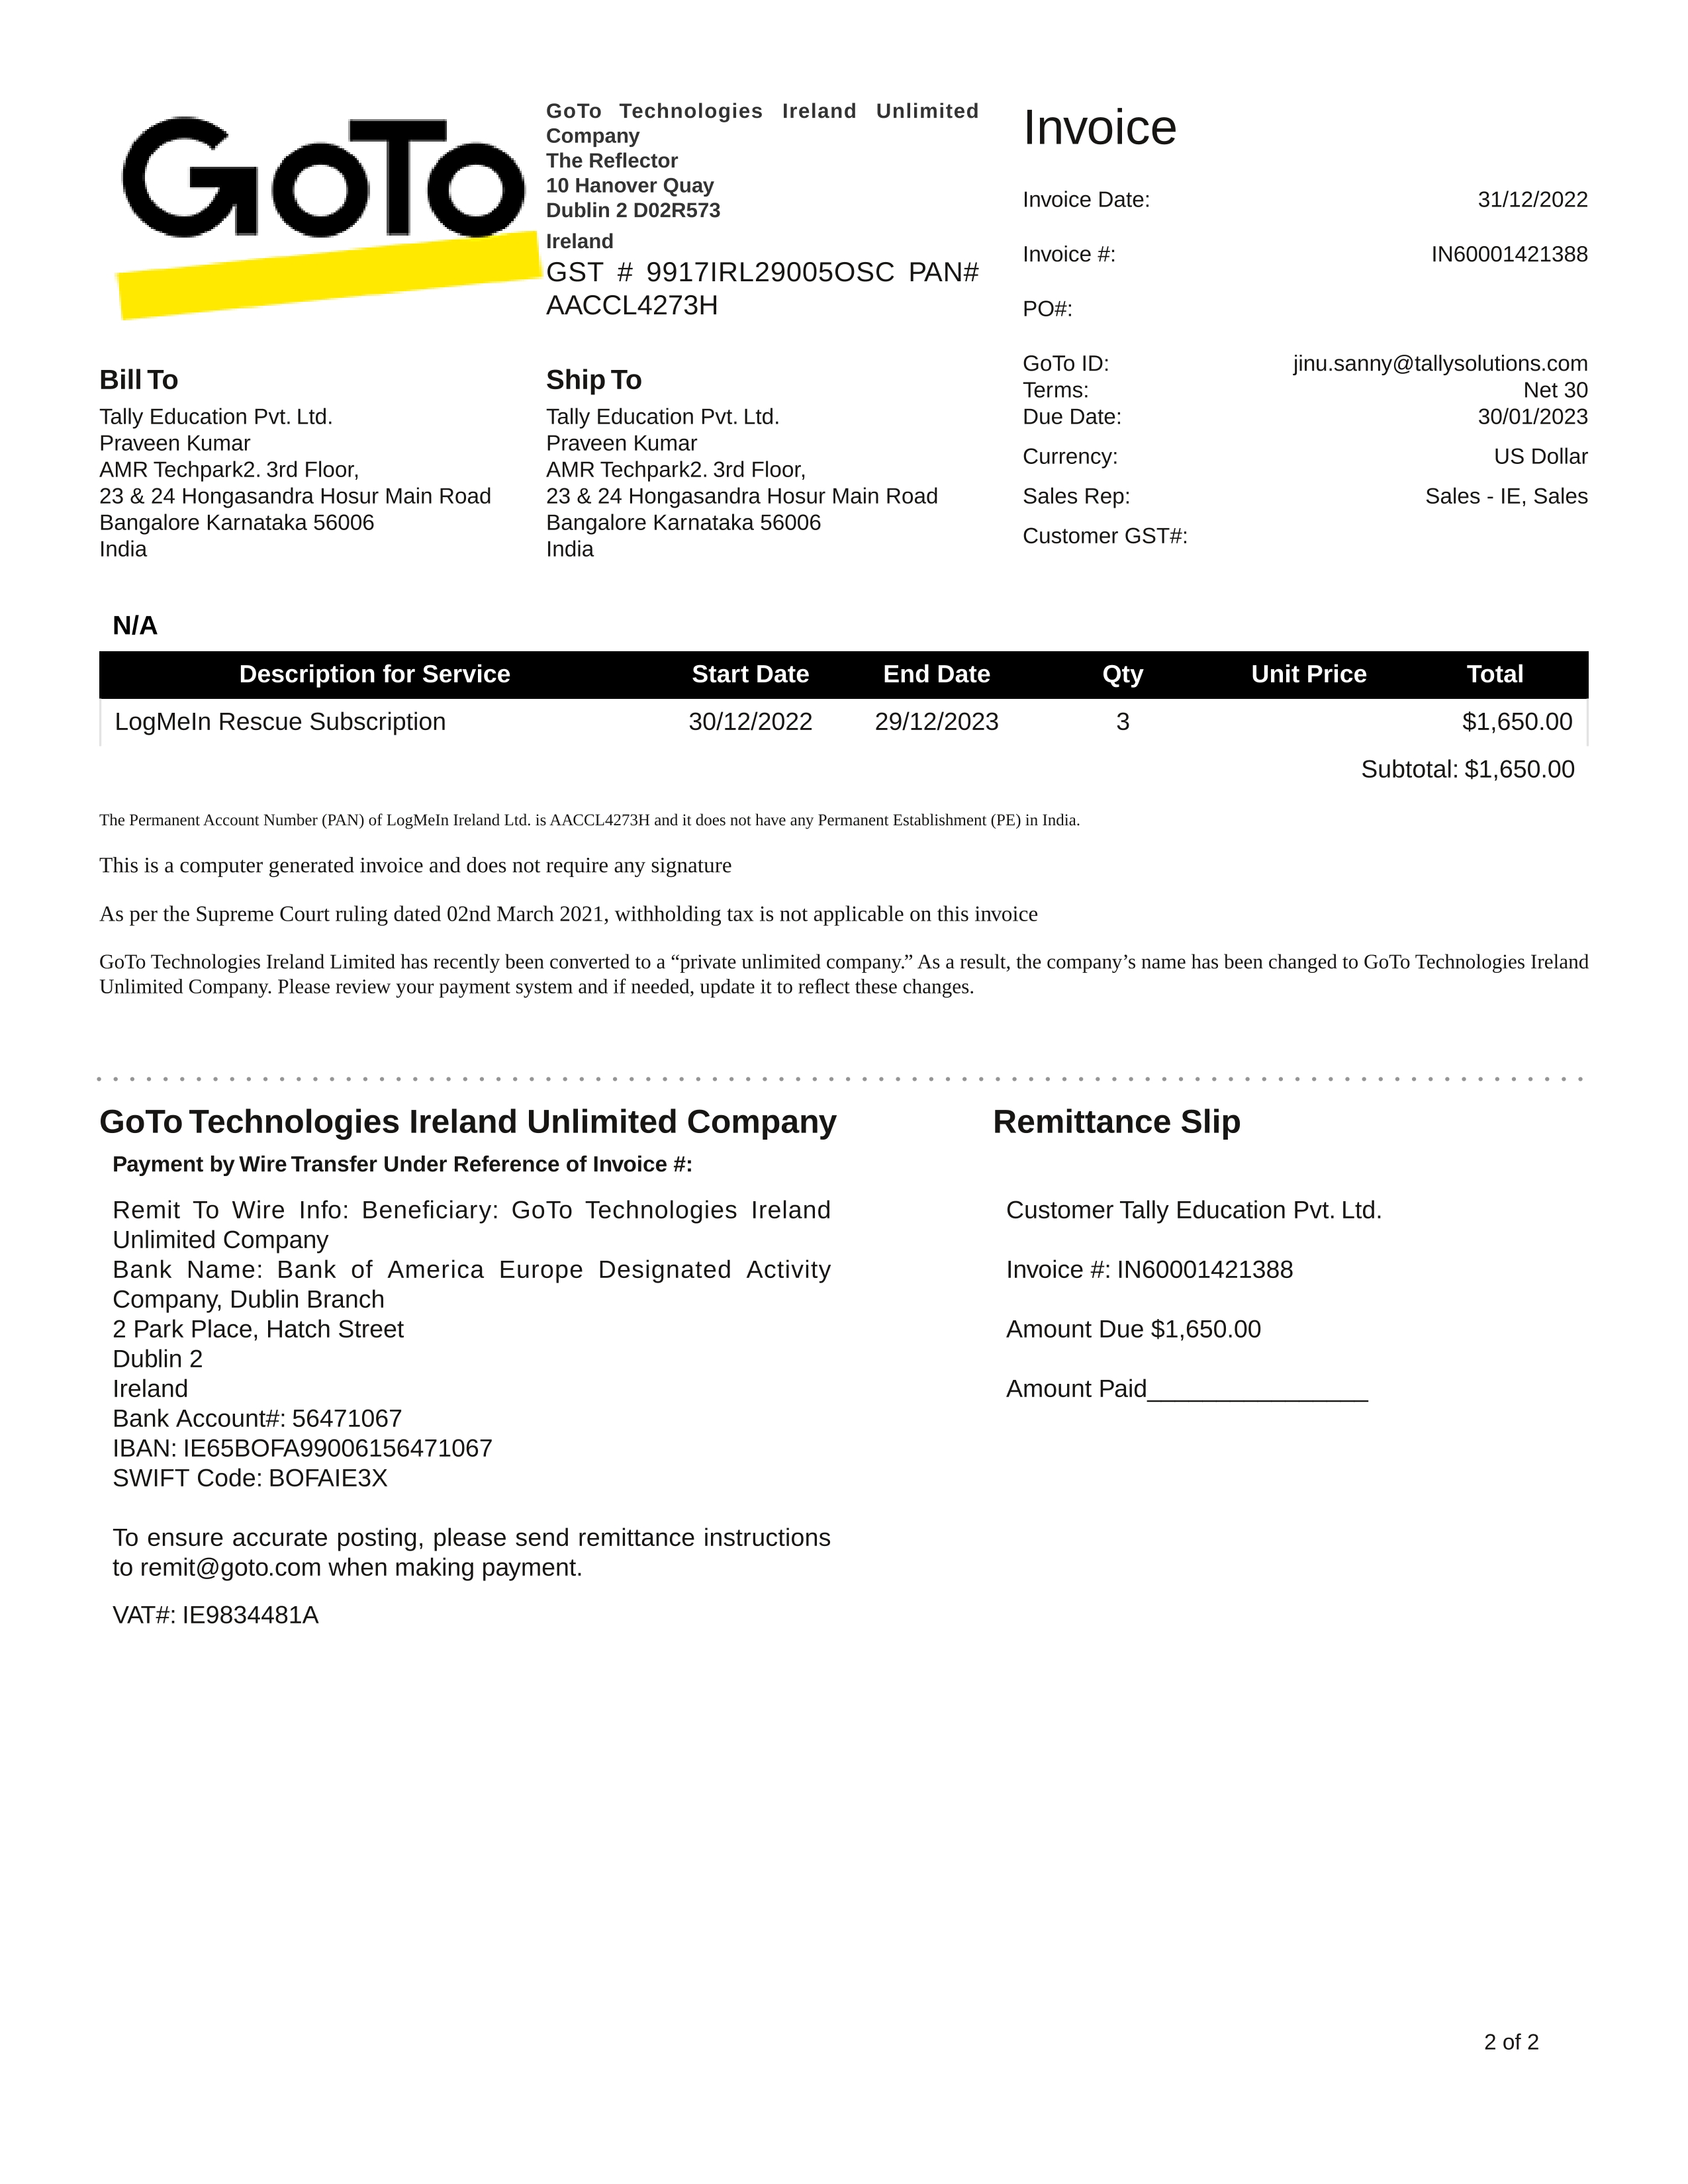 GoTo
GoTo Technologies Ireland Unlimited
Company
The Reflector
10 Hanover Quay
Dublin 2 D02R573
Ireland
GST # 9917IRL29005OSC PAN#
AACCL4273H
Invoice
Invoice Date: 31/12/2022
Invoice #: IN60001421388
PO#:
GoTo ID: jinu.sanny@tallysolutions.com
Terms: Net 30
Due Date: 30/01/2023
Currency: US Dollar
Sales Rep: Sales - IE, Sales
Customer GST#:
Bill To
Tally Education Pvt. Ltd.
Praveen Kumar
AMR Techpark2. 3rd Floor,
23 & 24 Hongasandra Hosur Main Road
Bangalore Karnataka 56006
India
Ship To
Tally Education Pvt. Ltd.
Praveen Kumar
AMR Techpark2. 3rd Floor,
23 & 24 Hongasandra Hosur Main Road
Bangalore Karnataka 56006
India
N/A
Description for Service Start Date End Date Qty Unit Price Total
LogMeIn Rescue Subscription 30/12/2022 29/12/2023 3 $1,650.00
Subtotal: $1,650.00
The Permanent Account Number (PAN) of LogMeIn Ireland Ltd. is AACCL4273H and it does not have any Permanent Establishment (PE) in India.
This is a computer generated invoice and does not require any signature
As per the Supreme Court ruling dated 02nd March 2021, withholding tax is not applicable on this invoice
GoTo Technologies Ireland Limited has recently been converted to a “private unlimited company.” As a result, the company’s name has been changed to GoTo Technologies Ireland
Unlimited Company. Please review your payment system and if needed, update it to reflect these changes.
GoTo Technologies Ireland Unlimited Company
Payment by Wire Transfer Under Reference of Invoice #:
Remit To Wire Info: Beneficiary: GoTo Technologies Ireland
Unlimited Company
Bank Name: Bank of America Europe Designated Activity
Company, Dublin Branch
2 Park Place, Hatch Street
Dublin 2
Ireland
Bank Account#: 56471067
IBAN: IE65BOFA99006156471067
SWIFT Code: BOFAIE3X
To ensure accurate posting, please send remittance instructions
to remit@goto.com when making payment.
VAT#: IE9834481A
Remittance Slip
Customer Tally Education Pvt. Ltd.
Invoice #: IN60001421388
Amount Due $1,650.00
Amount Paid________________
2 of 2